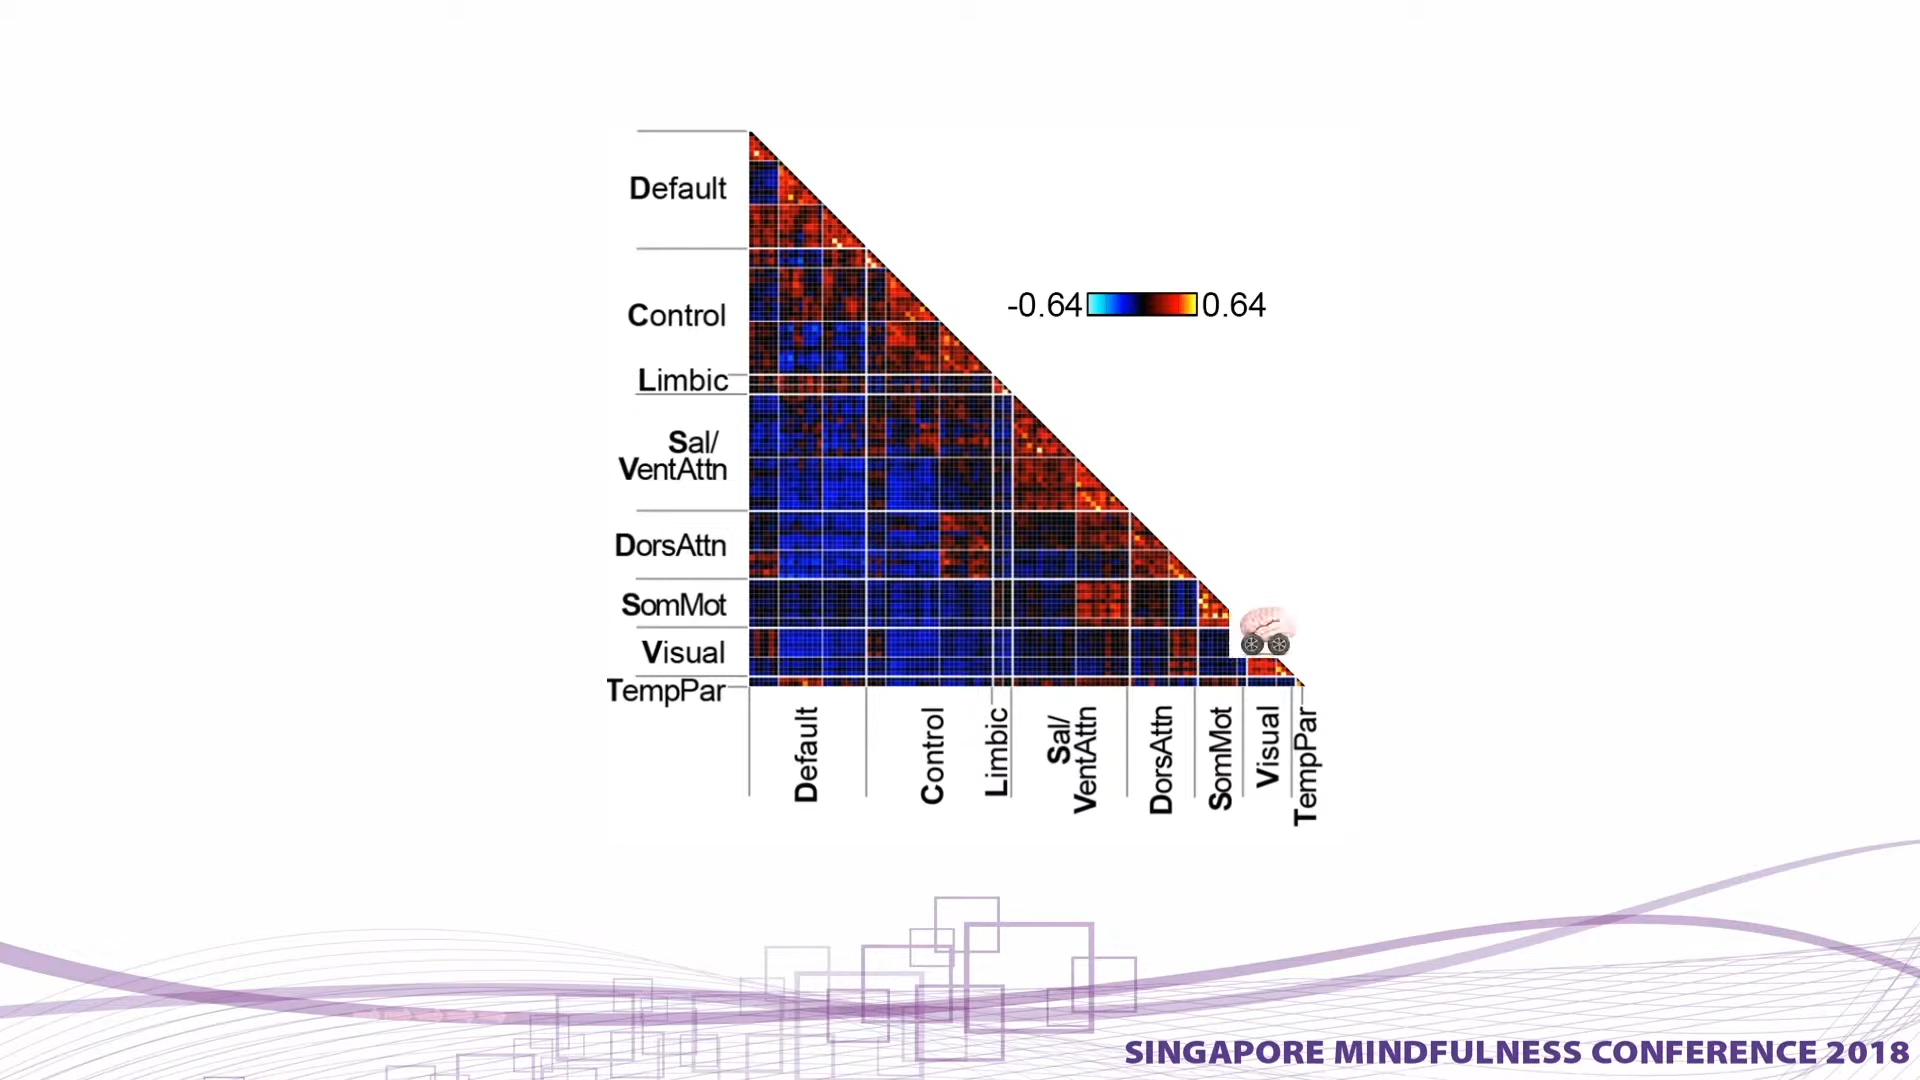 Default
Control
Limbic
Sal/
VentAttn
DorsAttn
SomMot
Visual
TempPar
-0.64 0.64
Default
Control
Limbic
Sal/
VentAttn
DorsAttn
SomMot
Visual
TempPar
SINGAPORE MINDFULNESS CONFERENCE 2018